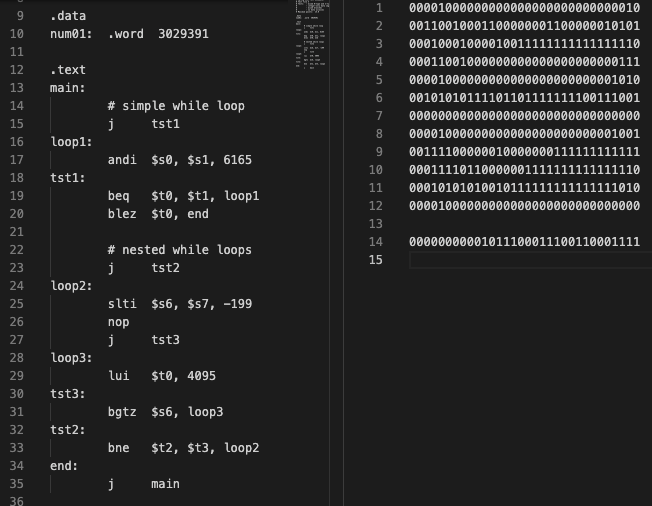 9 .data
10 num01: .word 3029391
11
12 .text
13 main:
14 # simple while loop
15 j tst1
16 loop1:
17 andi $s0, $s1, 6165
18 tst1:
19 beq $t0, $t1, loop1
20 blez $t0, end
21
22 # nested while loops
23 j tst2
24 loop2:
25 slti $s6, $s7, -199
26 nop
27 j tst3
28 loop3:
29 lui $t0, 4095
30 tst3:
31 bgtz $s6, loop3
32 tst2:
33 bne $t2, $t3, loop2
34 end:
35 j main
36
1 00001000000000000000000000000010
2 00110010001100000001100000010101
3 00010001000010011111111111111110
4 00011001000000000000000000000111
5 00001000000000000000000000001010
6 00101010111101101111111100111001
7 00000000000000000000000000000000
8 00001000000000000000000000001001
9 00111100000010000000111111111111
10 00011110110000001111111111111110
11 00010101010010111111111111111010
12 00001000000000000000000000000000
13
14 00000000001011100011100110001111
15